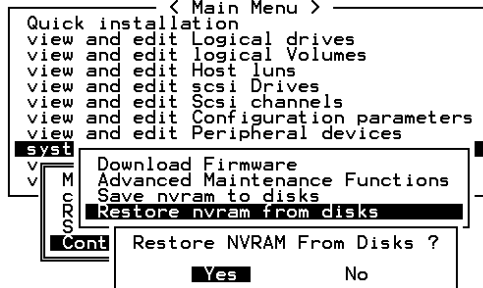 < Main Menu >
Quick installation
view and edit Logical drives
view and edit logical Volumes
view and edit Host luns
view and edit scsi Drives
view and edit Scsi channels
view and edit Configuration parameters
view and edit Peripheral devices
syst
v
v
Download Firmware
M Advanced Maintenance Functions
c Save nvram to disks
R Restore nvram from disks
S
Cont Restore NVRAM From Disks ?
Yes No